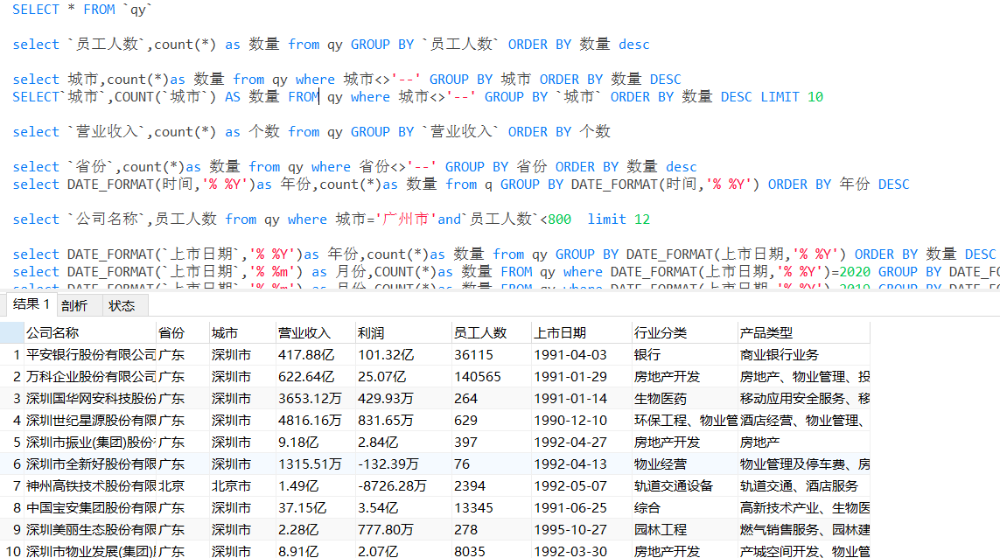 SELECT * FROM `qy`
select `员工人数`,count(*) as 数量 from qy GROUP BY `员工人数` ORDER BY 数量 desc
select 城市,count(*)as 数量 from qy where 城市<>'--' GROUP BY 城市 ORDER BY 数量 DESC
SELECT`城市`,COUNT(`城市`) AS 数量 FROM qy where 城市<>'--' GROUP BY `城市` ORDER BY 数量 DESC LIMIT 10
select `营业收入`,count(*) as 个数 from qy GROUP BY `营业收入` ORDER BY 个数
select `省份`,count(*)as 数量 from qy where 省份<>'--' GROUP BY 省份 ORDER BY 数量 desc
select DATE_FORMAT(时间,'% %Y')as 年份,count(*)as 数量 from q GROUP BY DATE_FORMAT(时间,'% %Y') ORDER BY 年份 DESC
select `公司名称`,员工人数 from qy where 城市='广州市'and`员工人数`<800  limit 12
select DATE_FORMAT(`上市日期`,'% %Y')as 年份,count(*)as 数量 from qy GROUP BY DATE_FORMAT(上市日期,'% %Y') ORDER BY 数量 DESC
select DATE_FORMAT(`上市日期`,'% %m') as 月份,COUNT(*)as 数量 FROM qy where DATE_FORMAT(上市日期,'% %Y')=2020 GROUP BY DATE_FO
select DATE_FORMAT(`上市日期`,'% %m') as 月份,COUNT(*)as 数量 FROM qy where DATE_FORMAT(上市日期,'% %Y')=2019 GROUP BY DATE_FO
结果 1 剖析 状态
公司名称 省份 城市 营业收入 利润 员工人数 上市日期 行业分类 产品类型
1 平安银行股份有限公司 广东 深圳市 417.88亿 101.32亿 36115 1991-04-03 银行 商业银行业务
2 万科企业股份有限公司 广东 深圳市 622.64亿 25.07亿 140565 1991-01-29 房地产开发 房地产、物业管理、投
3 深圳国华网安科技股份 广东 深圳市 3653.12万 429.93万 264 1991-01-14 生物医药 移动应用安全服务、移
4 深圳世纪星源股份有限 广东 深圳市 4816.16万 831.65万 629 1990-12-10 环保工程、物业管 酒店经营、物业管理、
5 深圳市振业(集团)股份 广东 深圳市 9.18亿 2.84亿 397 1992-04-27 房地产开发 房地产
6 深圳市全新好股份有限 广东 深圳市 1315.51万 -132.39万 76 1992-04-13 物业经营 物业管理及停车费、房
7 神州高铁技术股份有限 北京 北京市 1.49亿 -8726.28万 2394 1992-05-07 轨道交通设备 轨道交通、酒店服务
8 中国宝安集团股份有限 广东 深圳市 37.15亿 3.54亿 13345 1991-06-25 综合 高新技术产业、生物医
9 深圳美丽生态股份有限 广东 深圳市 2.28亿 777.80万 278 1995-10-27 园林工程 燃气销售服务、园林建
10 深圳市物业发展(集团) 广东 深圳市 8.91亿 2.07亿 8035 1992-03-30 房地产开发 产城空间开发、物业管